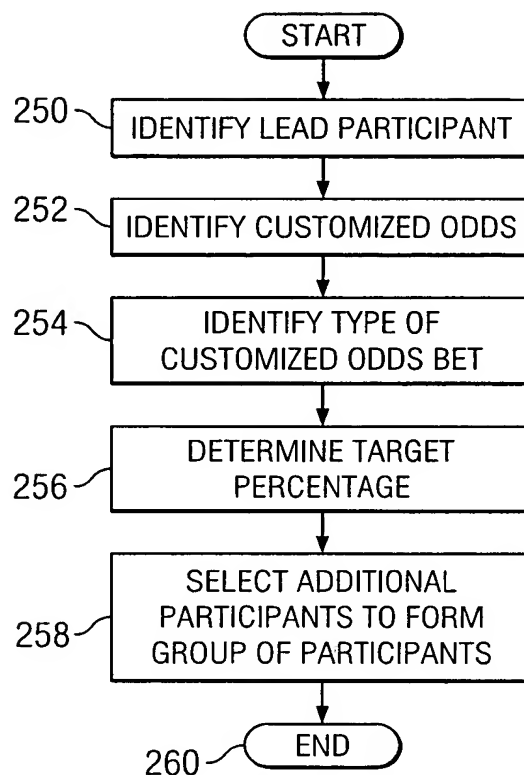 START
250
IDENTIFY LEAD PARTICIPANT
252
IDENTIFY CUSTOMIZED ODDS
254
IDENTIFY TYPE OF
CUSTOMIZED ODDS BET
256
DETERMINE TARGET
PERCENTAGE
258
SELECT ADDITIONAL
PARTICIPANTS TO FORM
GROUP OF PARTICIPANTS
260
END